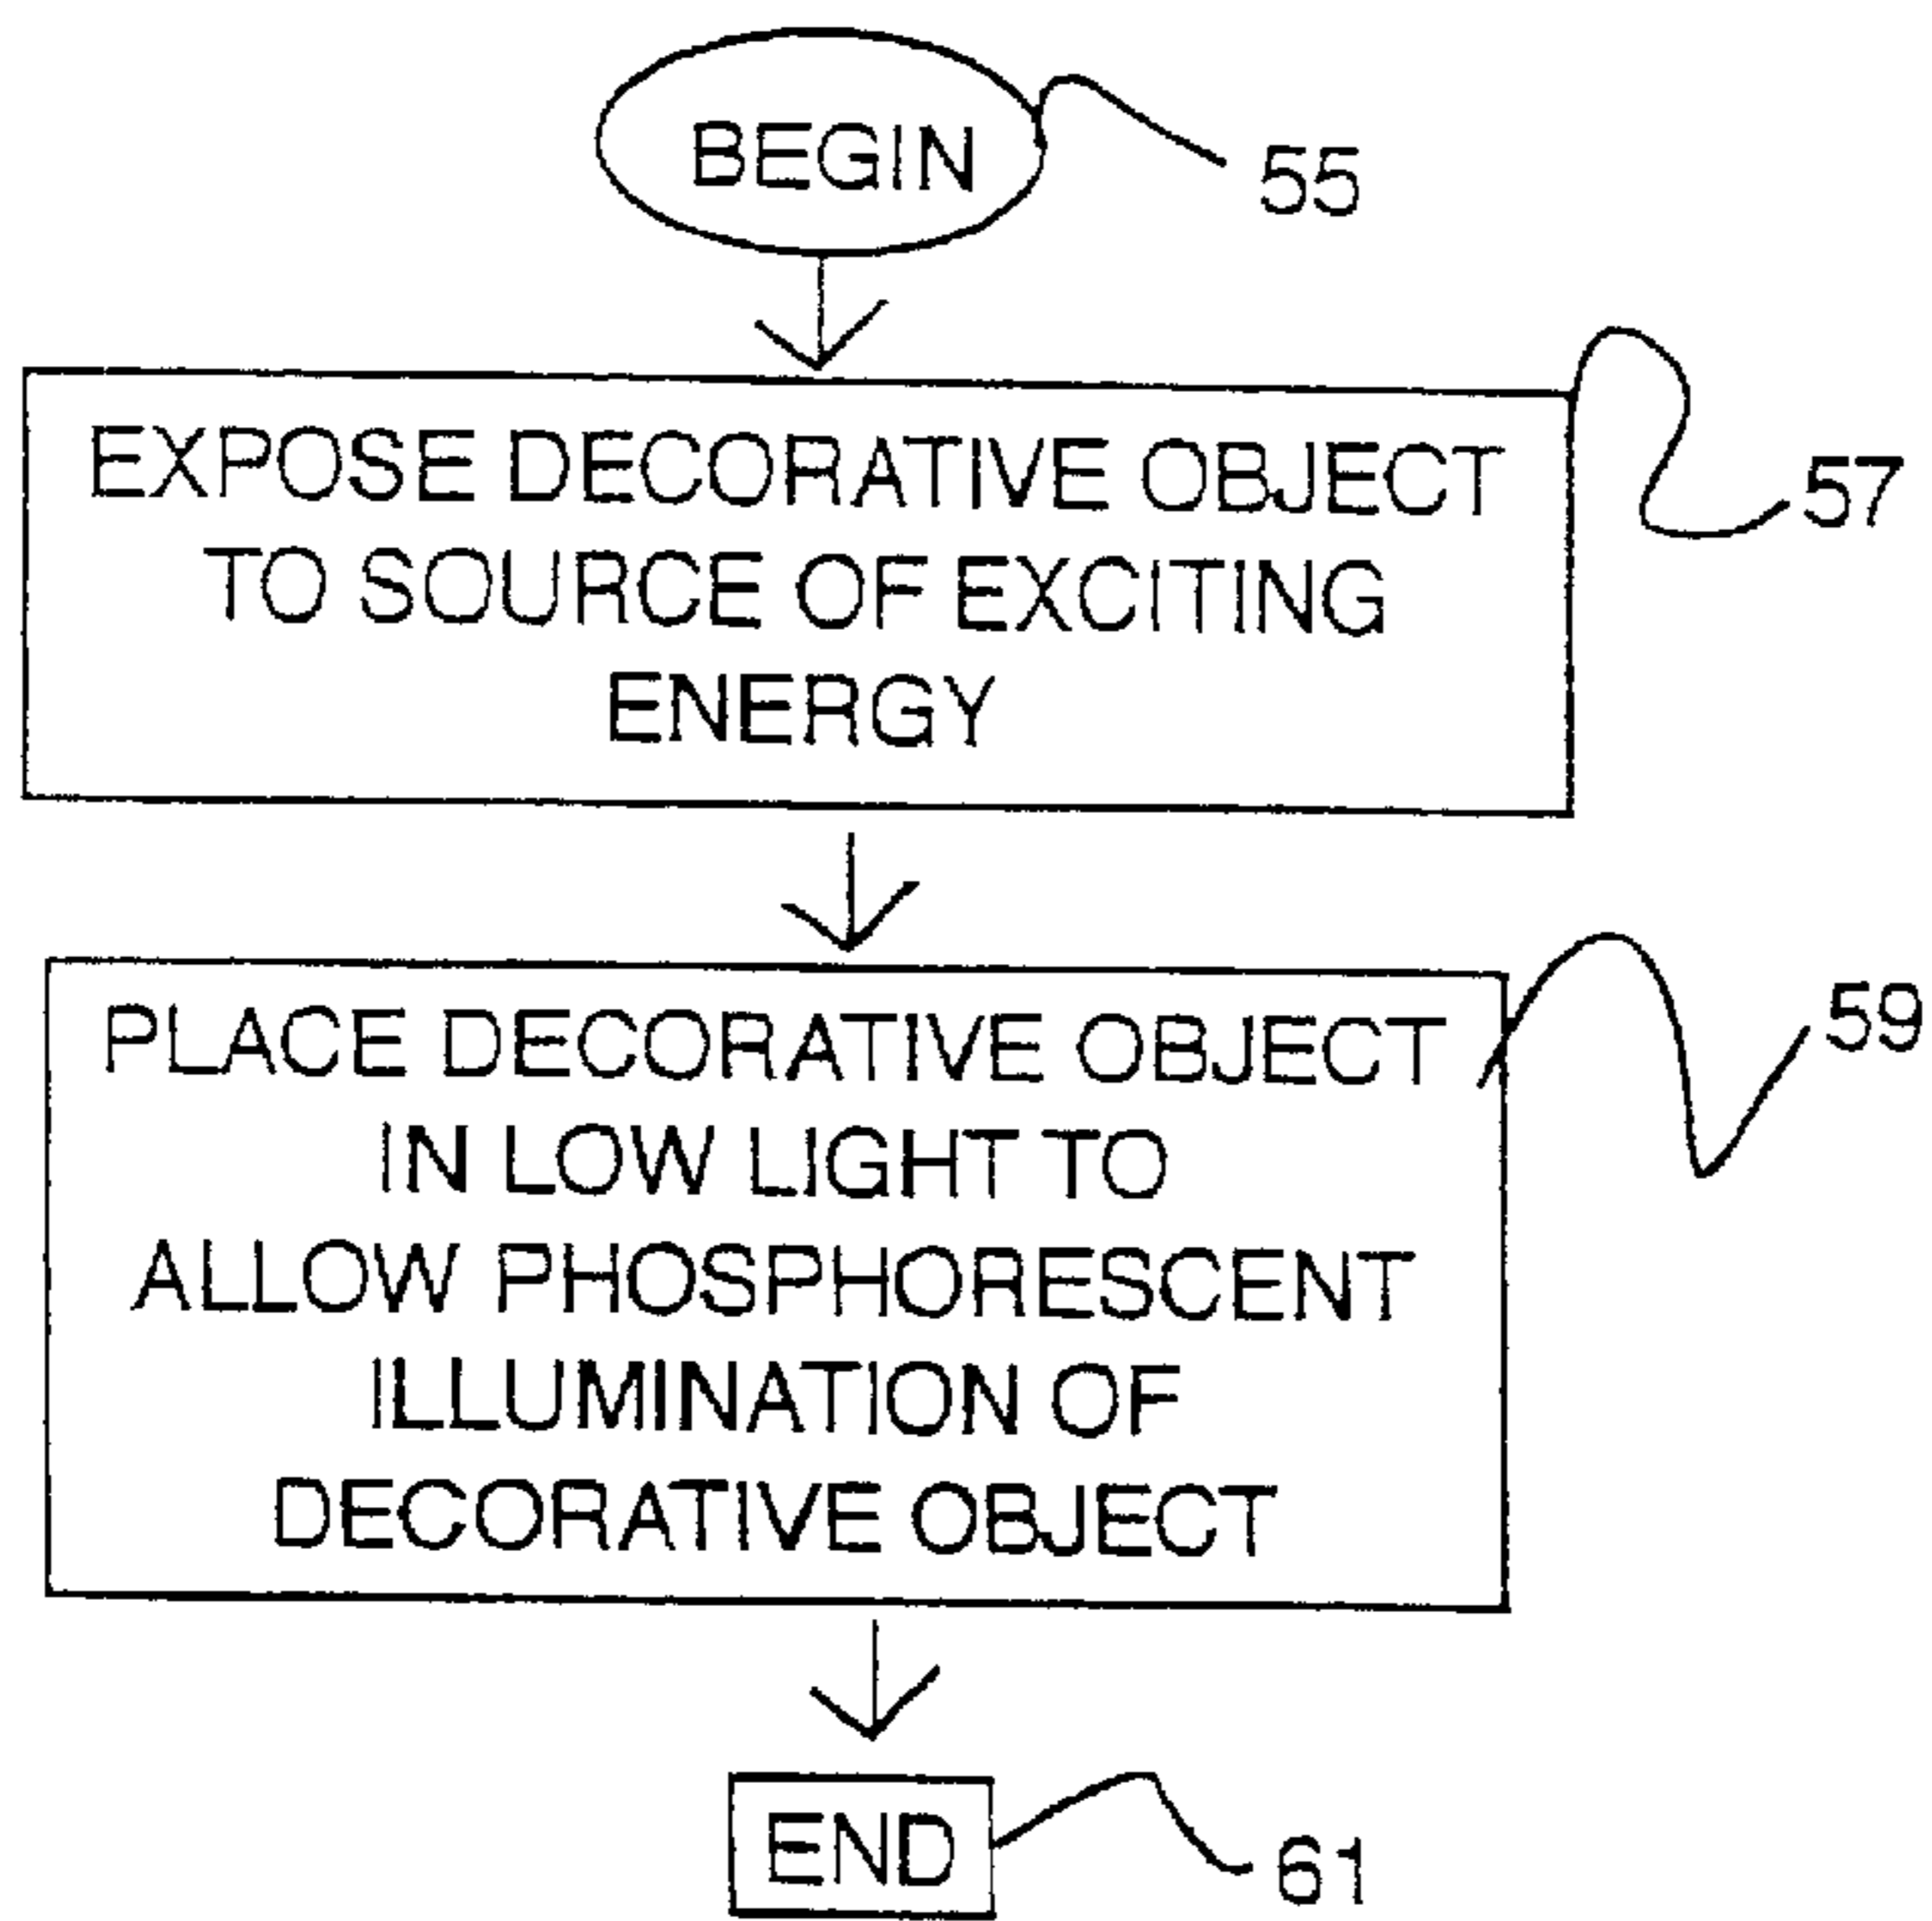 BEGIN
55
EXPOSE DECORATIVE OBJECT
TO SOURCE OF EXCITING
ENERGY
57
PLACE DECORATIVE OBJECT
IN LOW LIGHT TO
ALLOW PHOSPHORESCENT
ILLUMINATION OF
DECORATIVE OBJECT
59
END
61